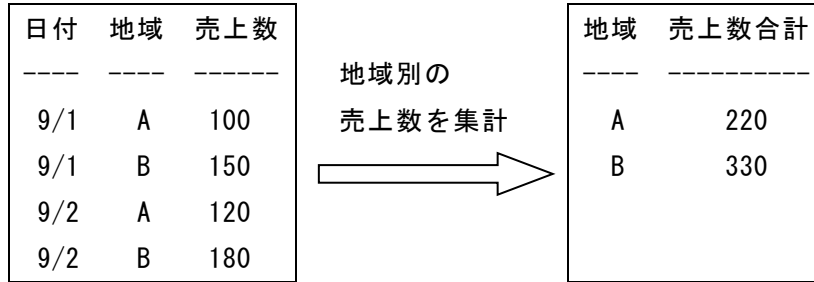 日付 地域 売上数
---- ---- ------
9/1 A 100
9/1 B 150
9/2 A 120
9/2 B 180
地域別の
売上数を集計
地域 売上数合計
---- ----------
A 220
B 330